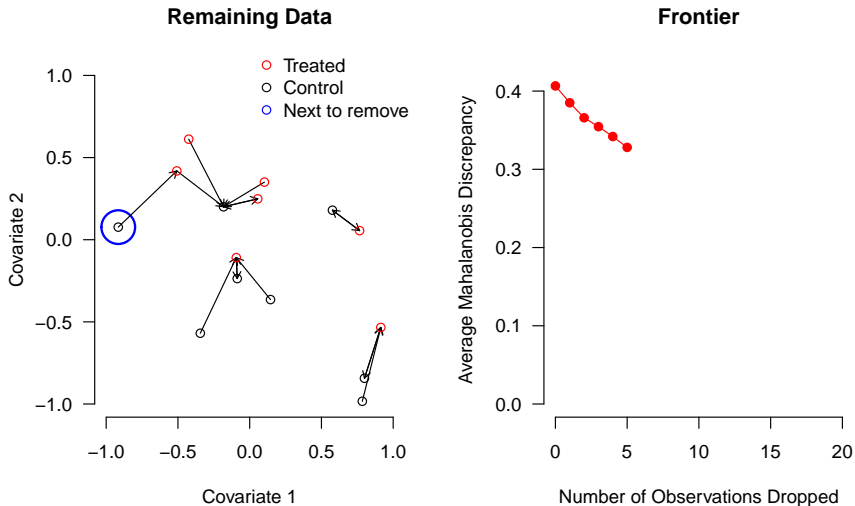 Remaining Data
Treated
Control
Next to remove
1.0
0.5
0.0
−0.5
−1.0
Covariate 2
−1.0 −0.5 0.0 0.5 1.0
Covariate 1
Frontier
0.4
0.3
0.2
0.1
0.0
Average Mahalanobis Discrepancy
0 5 10 15 20
Number of Observations Dropped